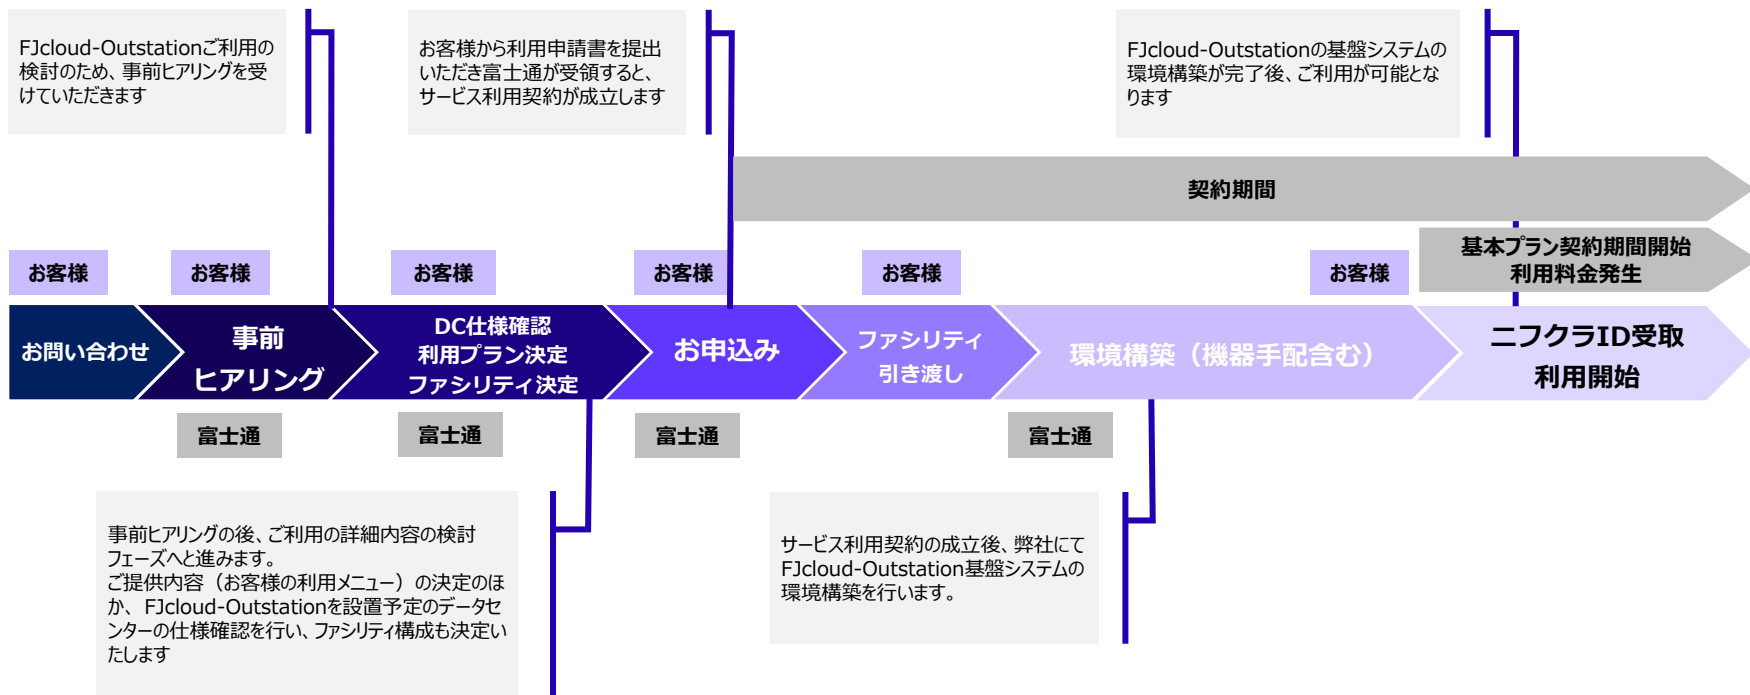 FJcloud-Outstationご利用の
検討のため、事前ヒアリングを受
けていただきます
お客様から利用申請書を提出
いただき富士通が受領すると、
サービス利用契約が成立します
FJcloud-Outstationの基盤システムの
環境構築が完了後、ご利用が可能とな
ります
契約期間
基本プラン契約期間開始
利用料金発生
お客様
お客様
お客様
お客様
お客様
お客様
お問い合わせ
事前
ヒアリング
DC仕様確認
利用プラン決定
ファシリティ決定
お申込み
ファシリティ
引き渡し
環境構築（機器手配含む）
ニフクラID受取
利用開始
富士通
富士通
富士通
富士通
事前ヒアリングの後、ご利用の詳細内容の検討
フェーズへと進みます。
ご提供内容（お客様の利用メニュー）の決定のほ
か、FJcloud-Outstationを設置予定のデータセ
ンターの仕様確認を行い、ファシリティ構成も決定い
たします
サービス利用契約の成立後、弊社にて
FJcloud-Outstation基盤システムの
環境構築を行います。